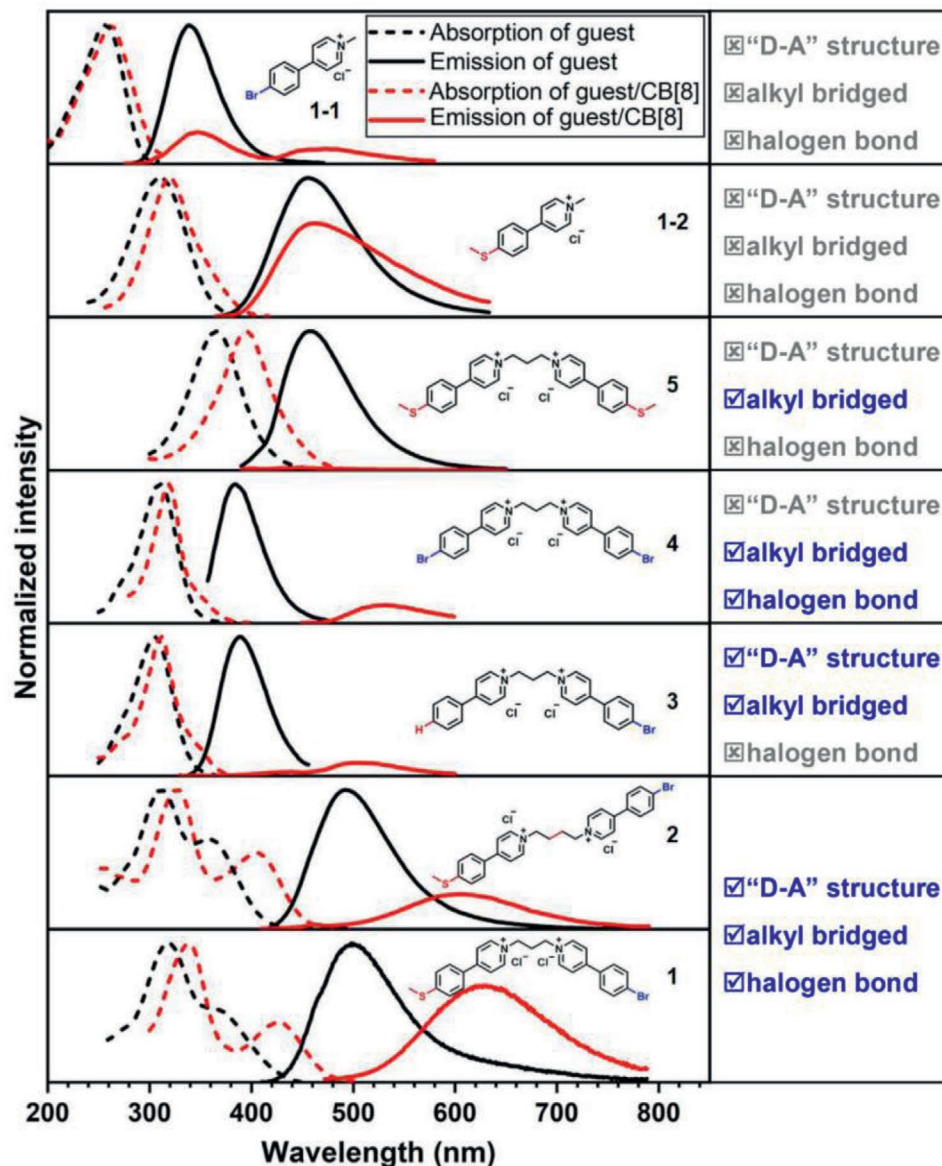 Absorption of guest
Emission of guest
Absorption of guest/CB[8]
Emission of guest/CB[8]
N
+
Cl−
Br
1-1
☒“D-A” structure
☒alkyl bridged
☒halogen bond
N
+
Cl−
S
1-2
☒“D-A” structure
☒alkyl bridged
☒halogen bond
N
+
N
+
Cl−
Cl−
S
S
5
☒“D-A” structure
☑alkyl bridged
☒halogen bond
N
+
N
+
Cl−
Cl−
Br
Br
4
☒“D-A” structure
☑alkyl bridged
☑halogen bond
N
+
N
+
Cl−
Cl−
H
Br
3
☑“D-A” structure
☑alkyl bridged
☒halogen bond
Br
Cl−
N
+
N
+
Cl−
S
2
N
+
N
+
Cl−
Cl−
S
Br
1
☑“D-A” structure
☑alkyl bridged
☑halogen bond
Normalized intensity
200 300 400 500 600 700 800
Wavelength (nm)